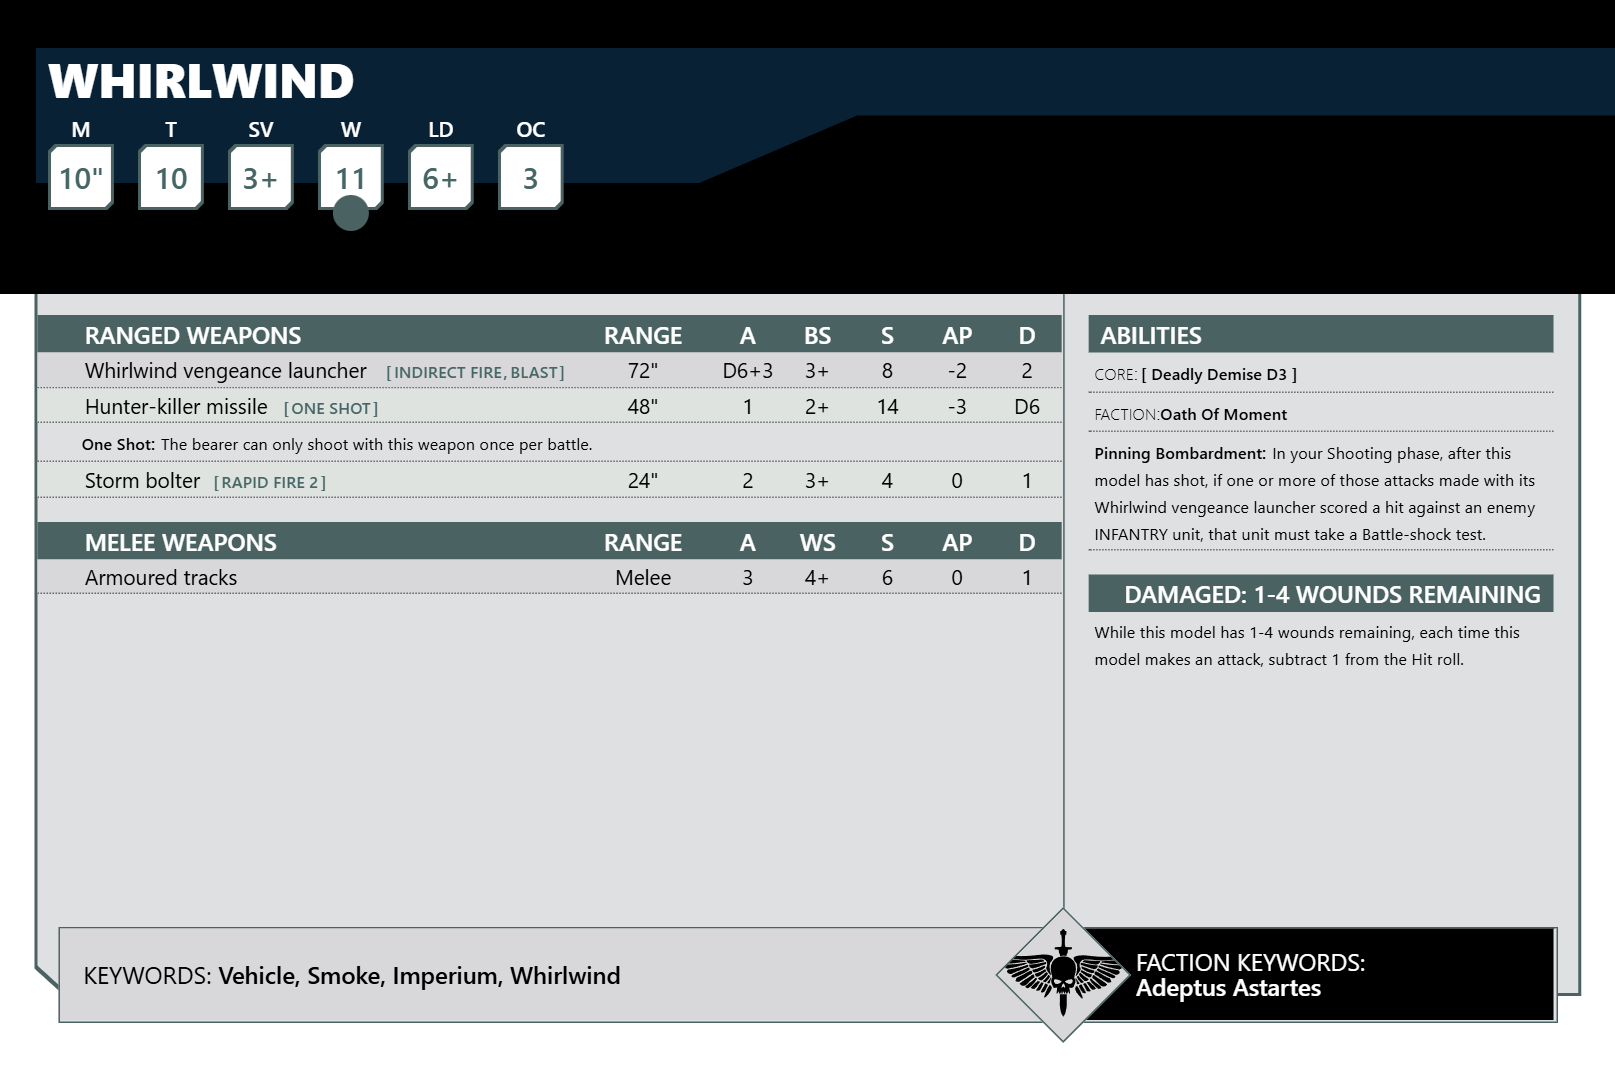 WHIRLWIND
M T SV W LD OC
10" 10 3+ 11 6+ 3
RANGED WEAPONS RANGE A BS S AP D
Whirlwind vengeance launcher [INDIRECT FIRE, BLAST] 72" D6+3 3+ 8 -2 2
Hunter-killer missile [ONE SHOT] 48" 1 2+ 14 -3 D6
One Shot: The bearer can only shoot with this weapon once per battle.
Storm bolter [RAPID FIRE 2] 24" 2 3+ 4 0 1
MELEE WEAPONS RANGE A WS S AP D
Armoured tracks Melee 3 4+ 6 0 1
ABILITIES
CORE: [ Deadly Demise D3 ]
FACTION:Oath Of Moment
Pinning Bombardment: In your Shooting phase, after this
model has shot, if one or more of those attacks made with its
Whirlwind vengeance launcher scored a hit against an enemy
INFANTRY unit, that unit must take a Battle-shock test.
DAMAGED: 1-4 WOUNDS REMAINING
While this model has 1-4 wounds remaining, each time this
model makes an attack, subtract 1 from the Hit roll.
KEYWORDS: Vehicle, Smoke, Imperium, Whirlwind
FACTION KEYWORDS:
Adeptus Astartes